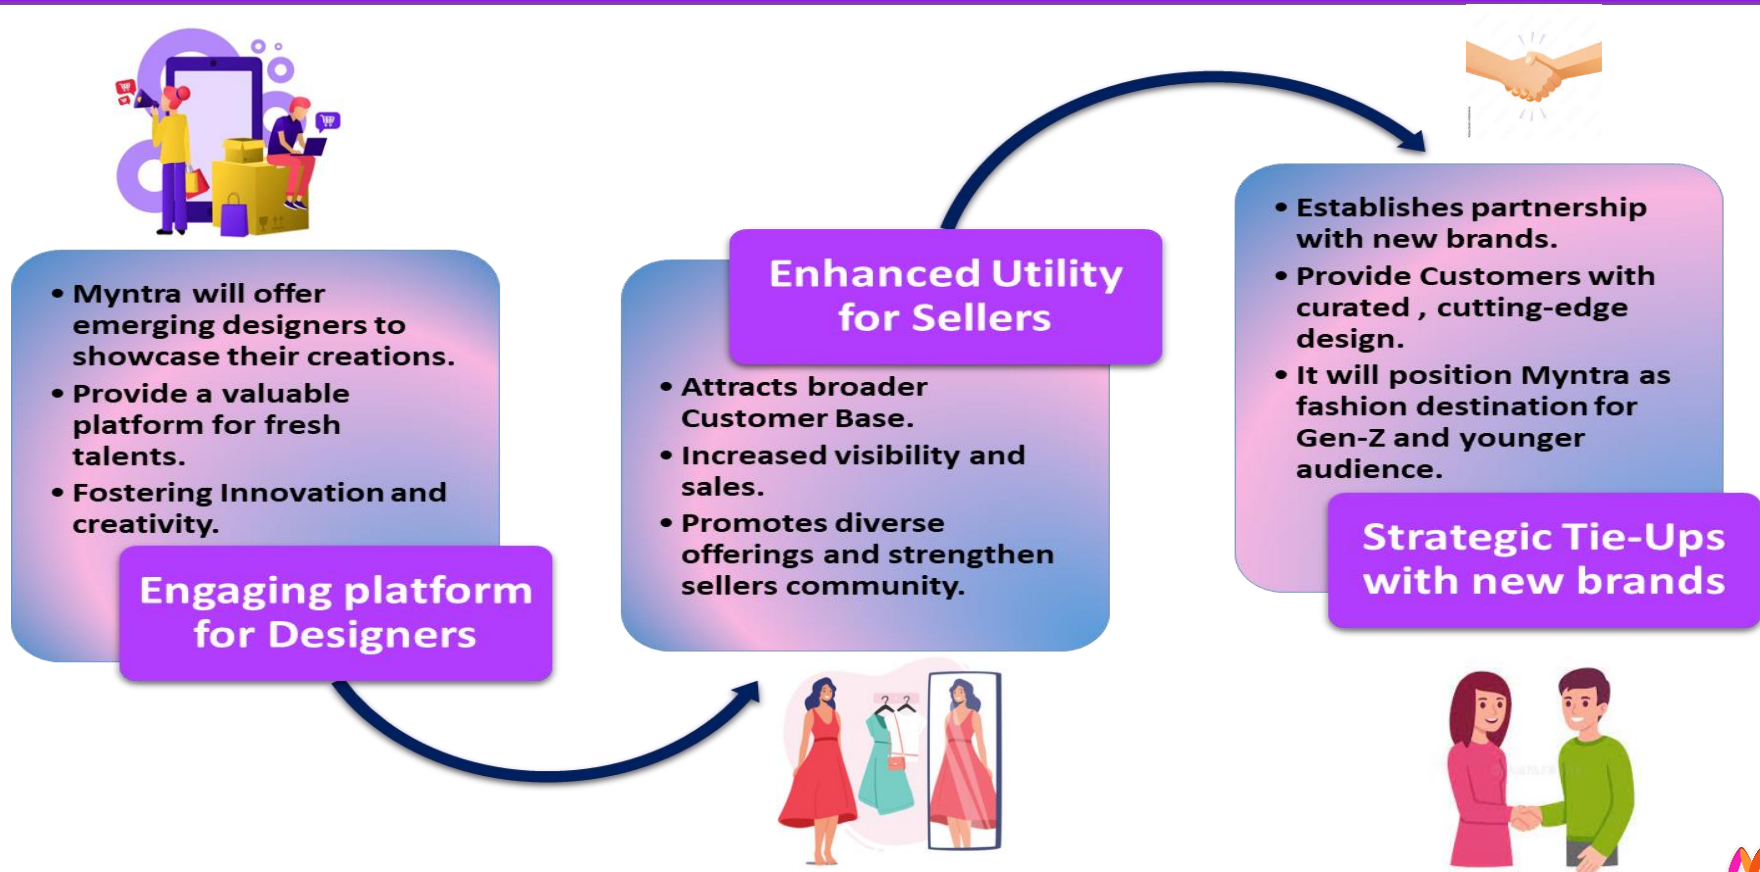 • Myntra will offer
emerging designers to
showcase their creations.
• Provide a valuable
platform for fresh
talents.
• Fostering Innovation and
creativity.
Engaging platform
for Designers
Enhanced Utility
for Sellers
• Attracts broader
Customer Base.
• Increased visibility and
sales.
• Promotes diverse
offerings and strengthen
sellers community.
• Establishes partnership
with new brands.
• Provide Customers with
curated , cutting-edge
design.
• It will position Myntra as
fashion destination for
Gen-Z and younger
audience.
Strategic Tie-Ups
with new brands